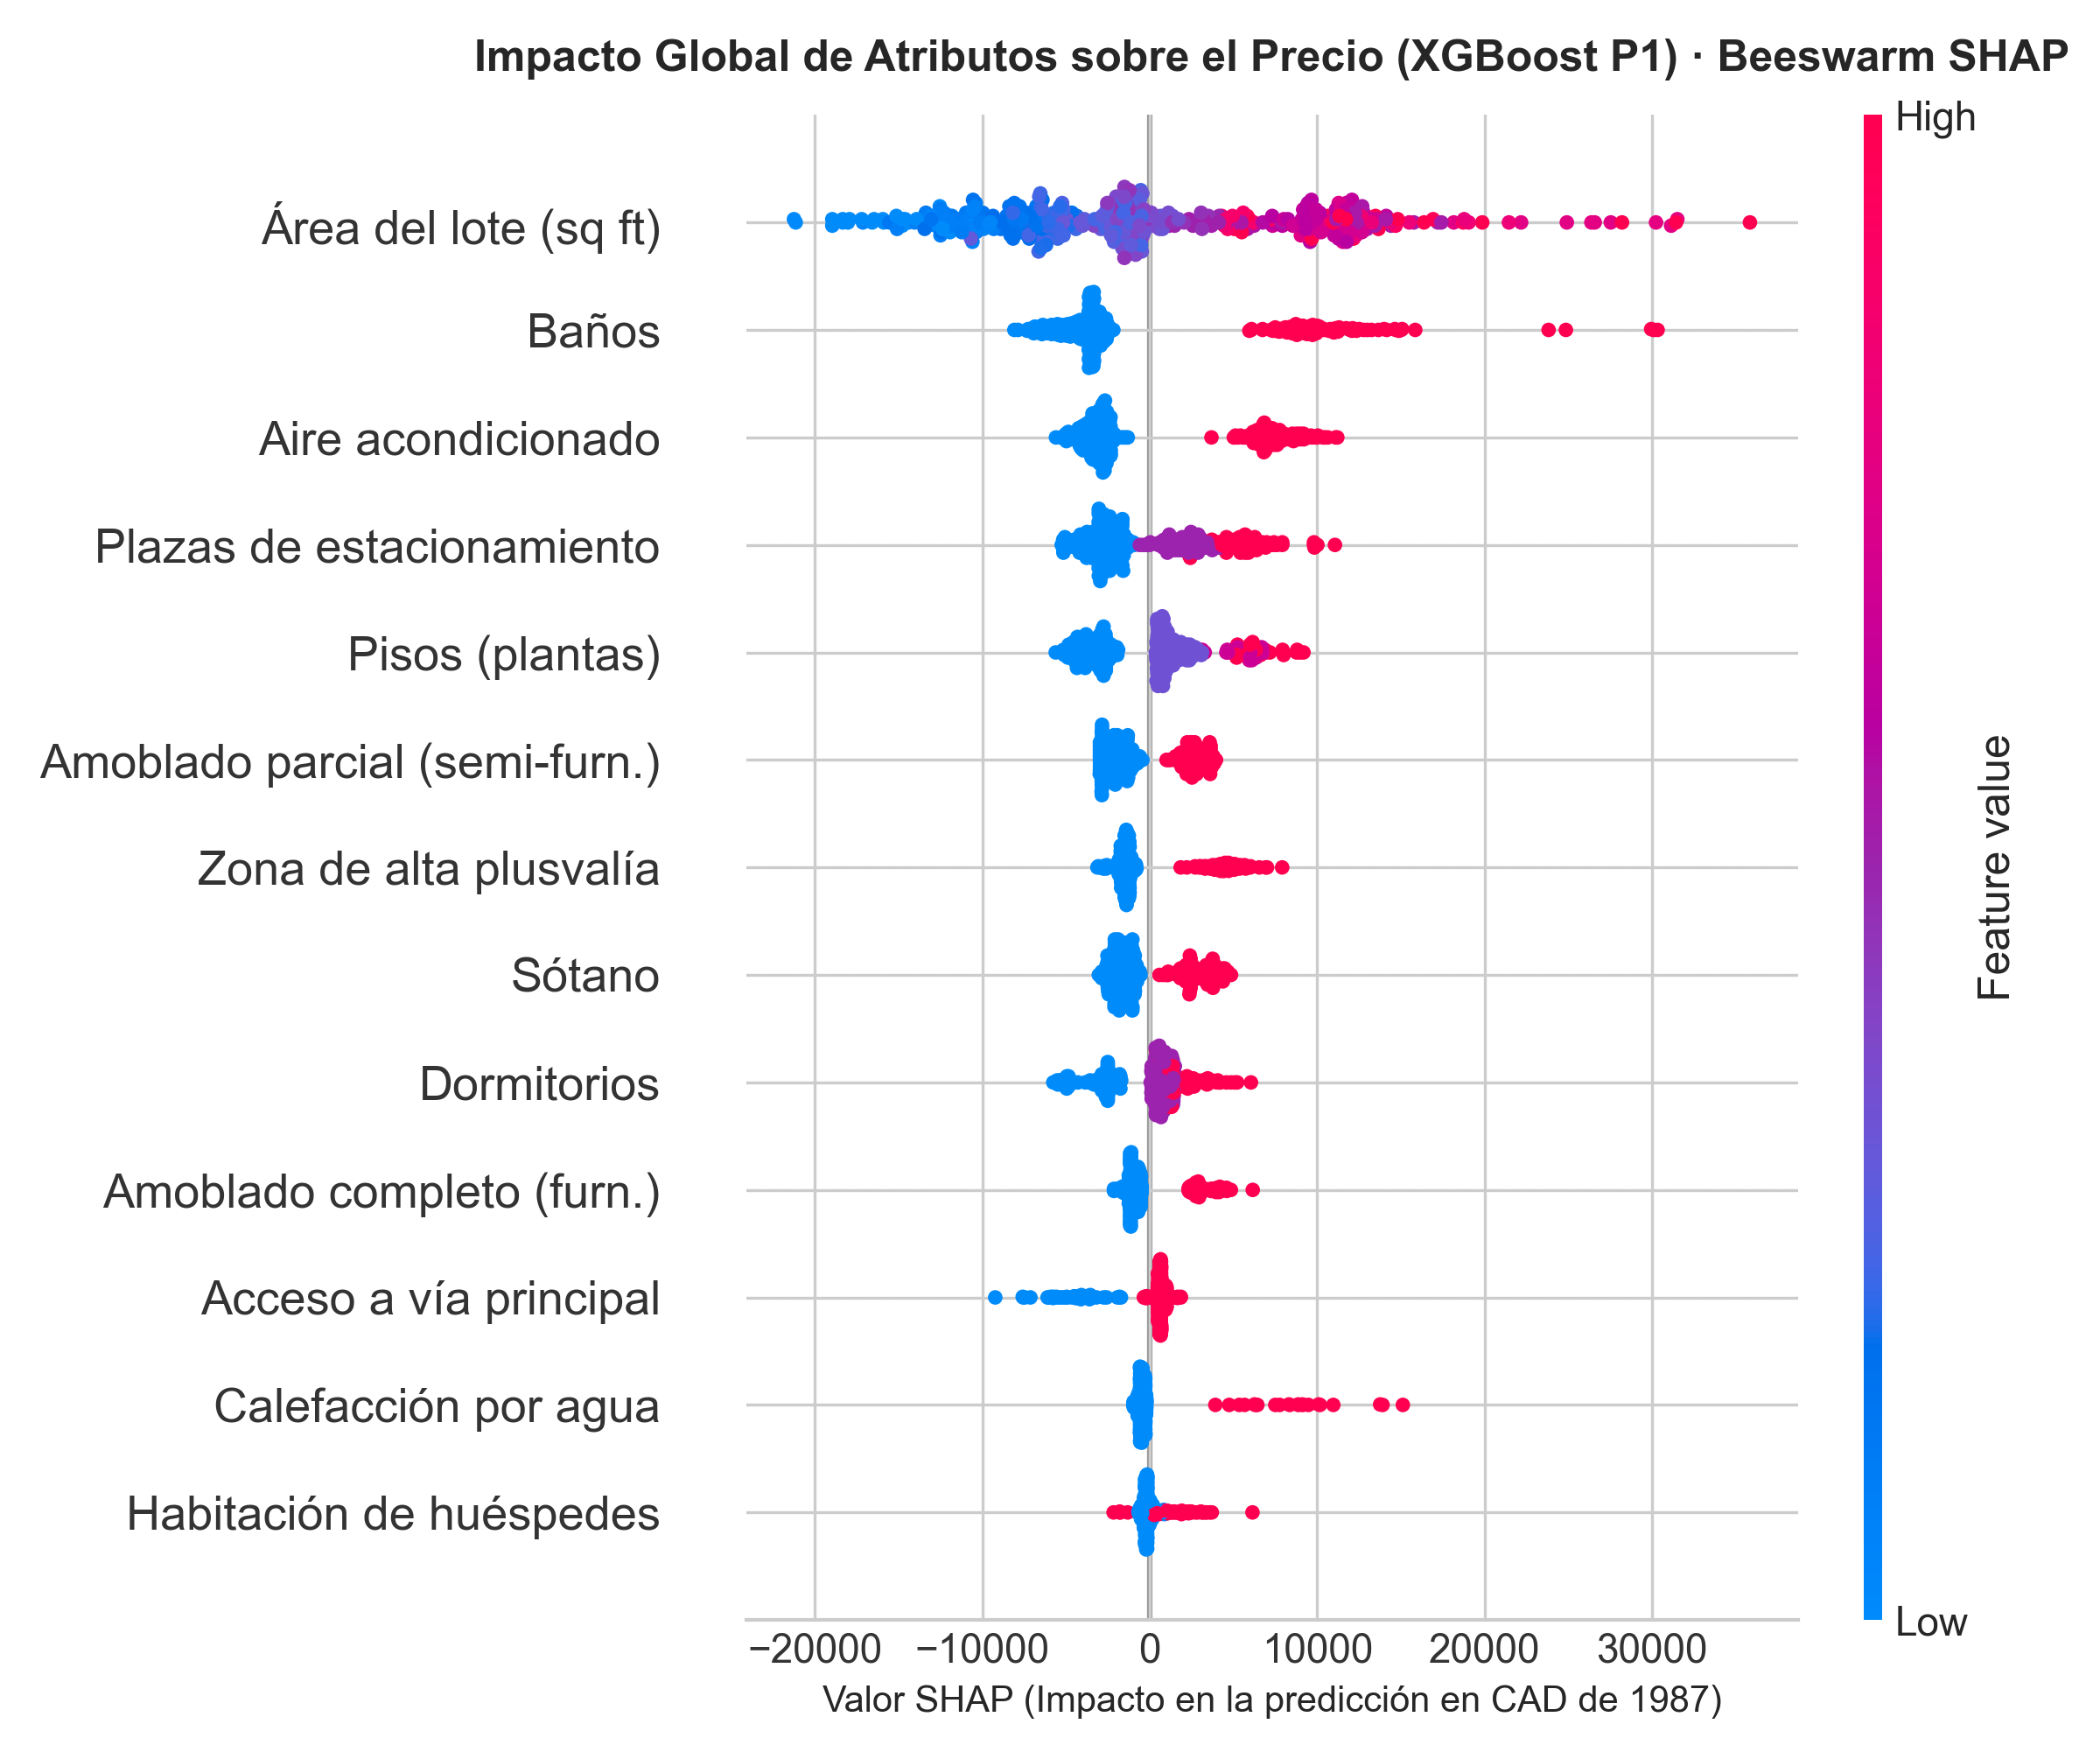 Impacto Global de Atributos sobre el Precio (XGBoost P1) · Beeswarm SHAP
High
Área del lote (sq ft)
Baños
Aire acondicionado
Plazas de estacionamiento
Pisos (plantas)
Amoblado parcial (semi-furn.)
Zona de alta plusvalía
Sótano
Dormitorios
Amoblado completo (furn.)
Acceso a vía principal
Calefacción por agua
Habitación de huéspedes
Feature value
Low
−20000 −10000 0 10000 20000 30000
Valor SHAP (Impacto en la predicción en CAD de 1987)